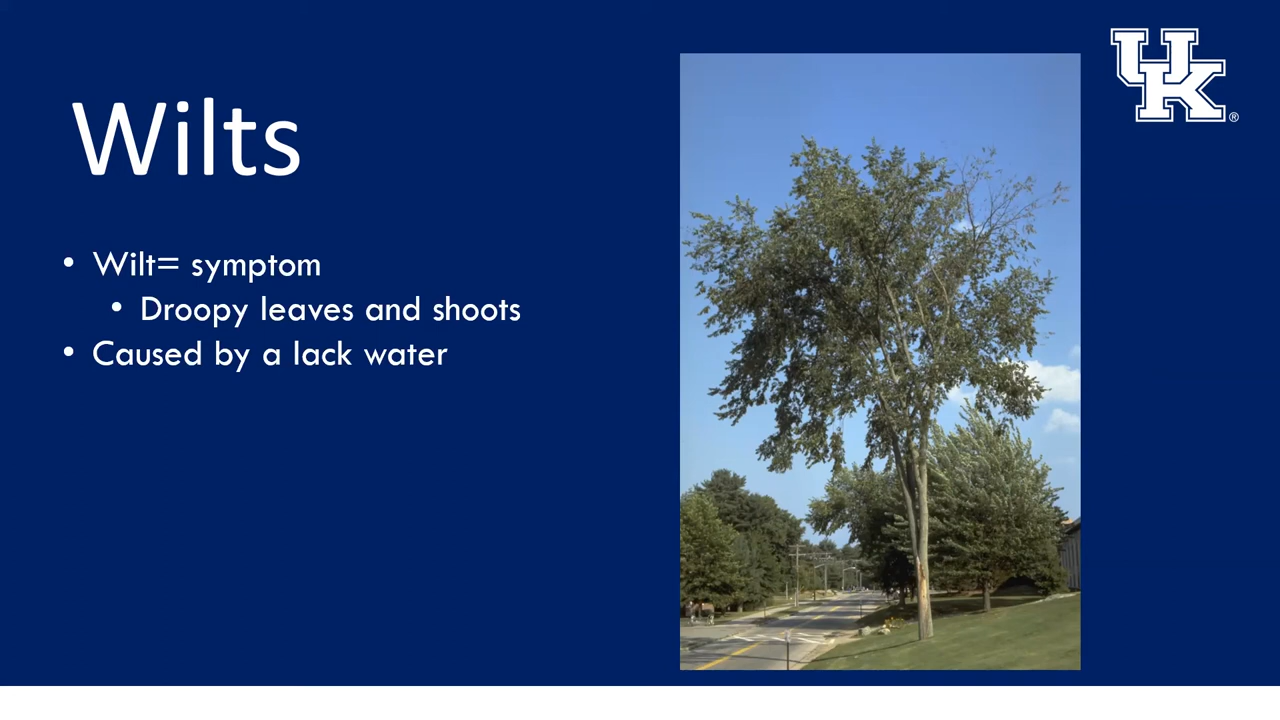 Wilts
• Wilt= symptom
• Droopy leaves and shoots
• Caused by a lack water
UK®